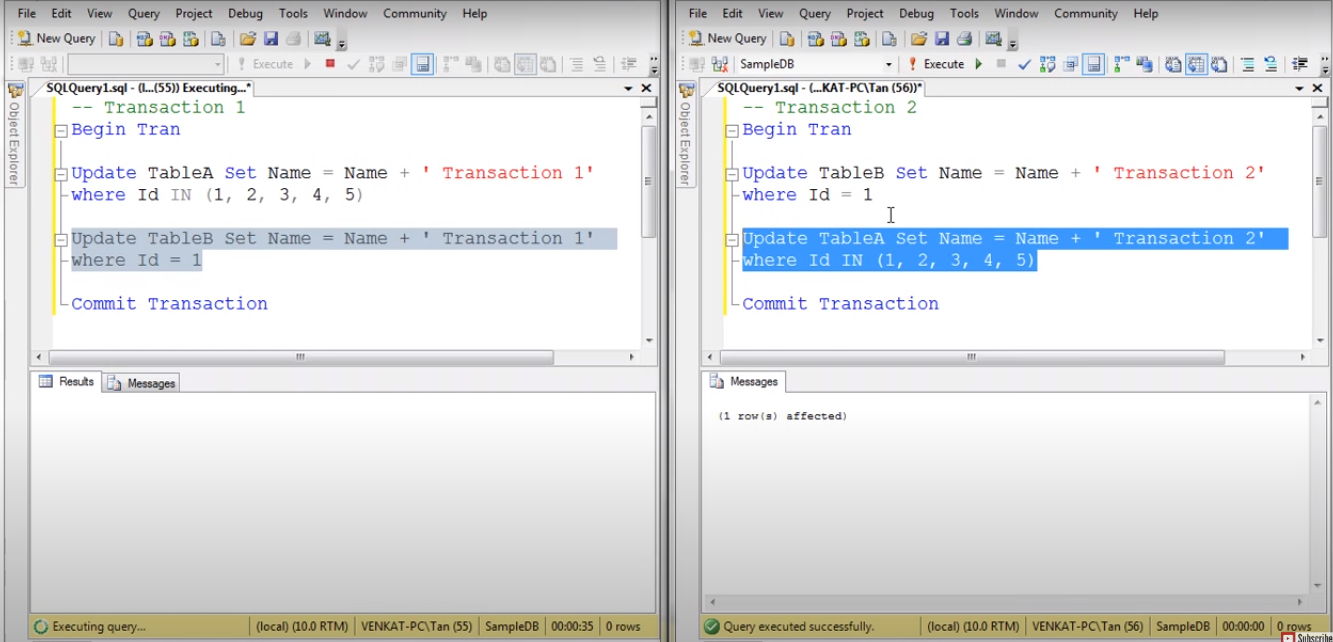 File Edit View Query Project Debug Tools Window Community Help
New Query
Execute
SQLQuery1.sql - (l...(55)) Executing...*
Object Explorer
-- Transaction 1
Begin Tran
Update TableA Set Name = Name + ' Transaction 1'
where Id IN (1, 2, 3, 4, 5)
Update TableB Set Name = Name + ' Transaction 1'
where Id = 1
Commit Transaction
Results Messages
Executing query... (local) (10.0 RTM) VENKAT-PC\Tan (55) SampleDB 00:00:35 0 rows
File Edit View Query Project Debug Tools Window Community Help
New Query
SampleDB Execute
SQLQuery1.sql - (...KAT-PC\Tan (56))*
Object Explorer
-- Transaction 2
Begin Tran
Update TableB Set Name = Name + ' Transaction 2'
where Id = 1
Update TableA Set Name = Name + ' Transaction 2'
where Id IN (1, 2, 3, 4, 5)
Commit Transaction
Messages
(1 row(s) affected)
Query executed successfully. (local) (10.0 RTM) VENKAT-PC\Tan (56) SampleDB 00:00:00 0 rows
Subscribe